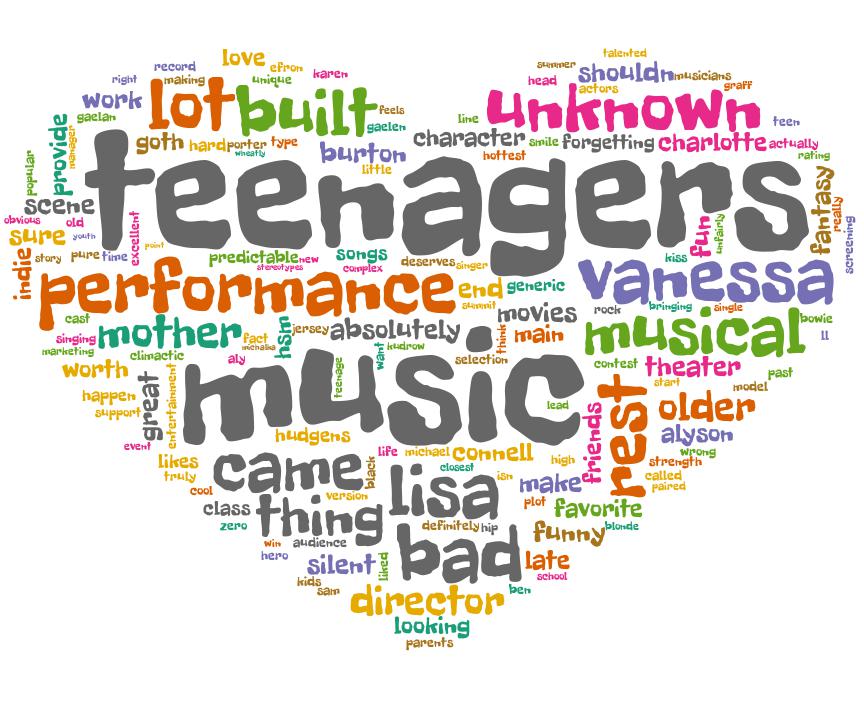 talented
love
summer
record
efron
shouldn
musicians
right
making
unique
karen
head
actors
graff
work
lot
built
feels
unknown
teen
gaelan
gaelen
line
provide
manager
goth
hard
porter
type
wheatly
burton
little
character
smile
forgetting
charlotte
actually
hottest
rating
popular
teenagers
scene
fantasy
really
obvious
old
sure
youth
excellent
point
fun
unfairly
screening
indie
story
pure
time
predictable
new
songs
stereotypes
complex
deserves
singer
kiss
performance
end
generic
vanessa
summit
cast
movies
rock
bringing
single
bowie
singing
mother
fact
hsm
jersey
absolutely
think
main
musical
ll
marketing
climactic
michalka
aly
want
kudrow
selection
contest
theater
past
worth
music
teenage
start
model
happen
great
entertainment
lead
rest
older
support
friends
hudgens
alyson
event
life
michael
connell
wrong
likes
came
black
closest
high
strength
truly
isn
called
cool
version
lisa
make
paired
class
thing
plot
favorite
zero
definitely
hip
funny
blonde
win
audience
bad
hero
silent
liked
late
school
kids
sam
director
ben
looking
parents